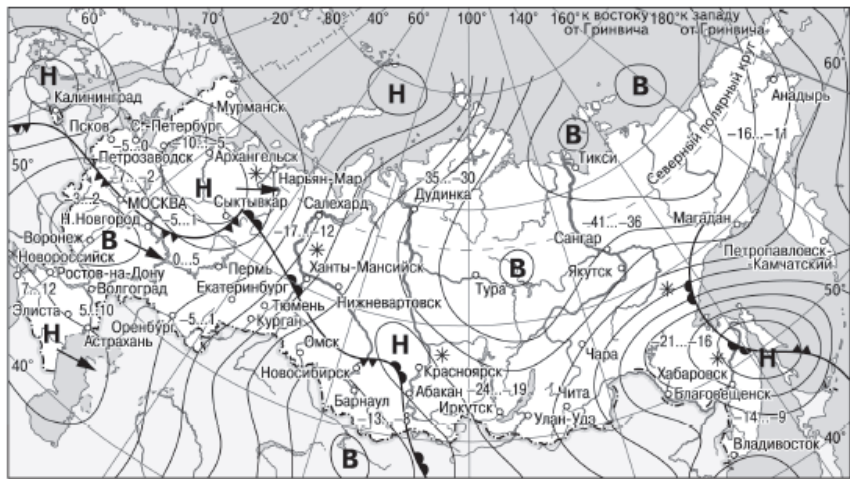 60° 70° 20° 30° 40° 60 100° 140° 160° к востоку от Гринвича 180° к западу от Гринвича
60°
Н
Калининград
Мурманск
Н
В
Анадырь
Северный полярный круг
Псков
С.-Петербург
-5...0
-10...-5
В
-16...-11
Петрозаводск
Архангельск
Тикси
50°
-7...-2
Нарьян-Мар
-35...-30
Н
Дудинка
МОСКВА
Сыктывкар
Салехард
-3...2
Н.Новгород
-5...1
-17...-12
-41...-36
Магадан
Воронеж
В
Сангар
Новороссийск
0...5
Пермь
Ханты-Мансийск
В
Якутск
Петропавловск-
Камчатский
Ростов-на-Дону
7...12
Волгоград
Екатеринбург
Тура
50°
Элиста
5...10
Тюмень
Нижневартовск
Оренбург
-5...1
Курган
Астрахань
Н
Омск
Н
Чара
-21...-16
Н
40°
Новосибирск
Красноярск
Хабаровск
Барнаул
Абакан
-24...-19
Чита
Благовещенск
Иркутск
Улан-Удэ
-13...
8
-14...-9
40°
В
Владивосток